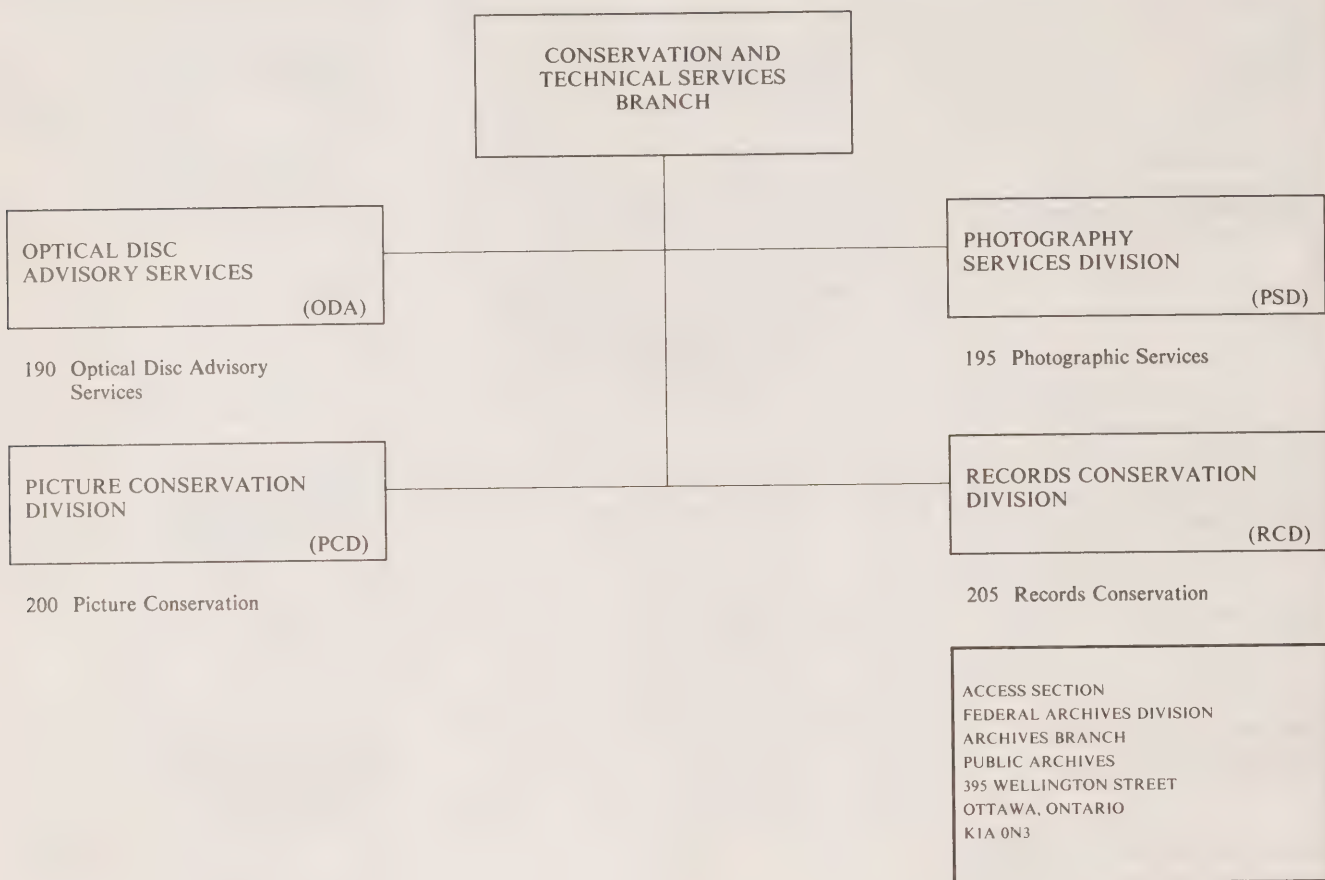 CONSERVATION AND
TECHNICAL SERVICES
BRANCH
OPTICAL DISC
ADVISORY SERVICES
(ODA)
190 Optical Disc Advisory
Services
PHOTOGRAPHY
SERVICES DIVISION
(PSD)
195 Photographic Services
PICTURE CONSERVATION
DIVISION
(PCD)
200 Picture Conservation
RECORDS CONSERVATION
DIVISION
(RCD)
205 Records Conservation
ACCESS SECTION
FEDERAL ARCHIVES DIVISION
ARCHIVES BRANCH
PUBLIC ARCHIVES
395 WELLINGTON STREET
OTTAWA, ONTARIO
K1A 0N3